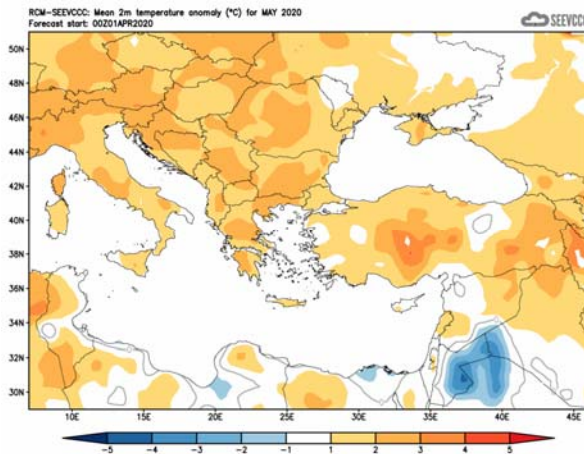 RCM-SEEVCCC: Mean 2m temperature anomaly (°C) for MAY 2020
Forecast start: 00Z01APR2020
SEEVCCC
50N
48N
46N
44N
42N
40N
38N
36N
34N
32N
30N
10E 15E 20E 25E 30E 35E 40E 45E
-5 -4 -3 -2 -1 1 2 3 4 5